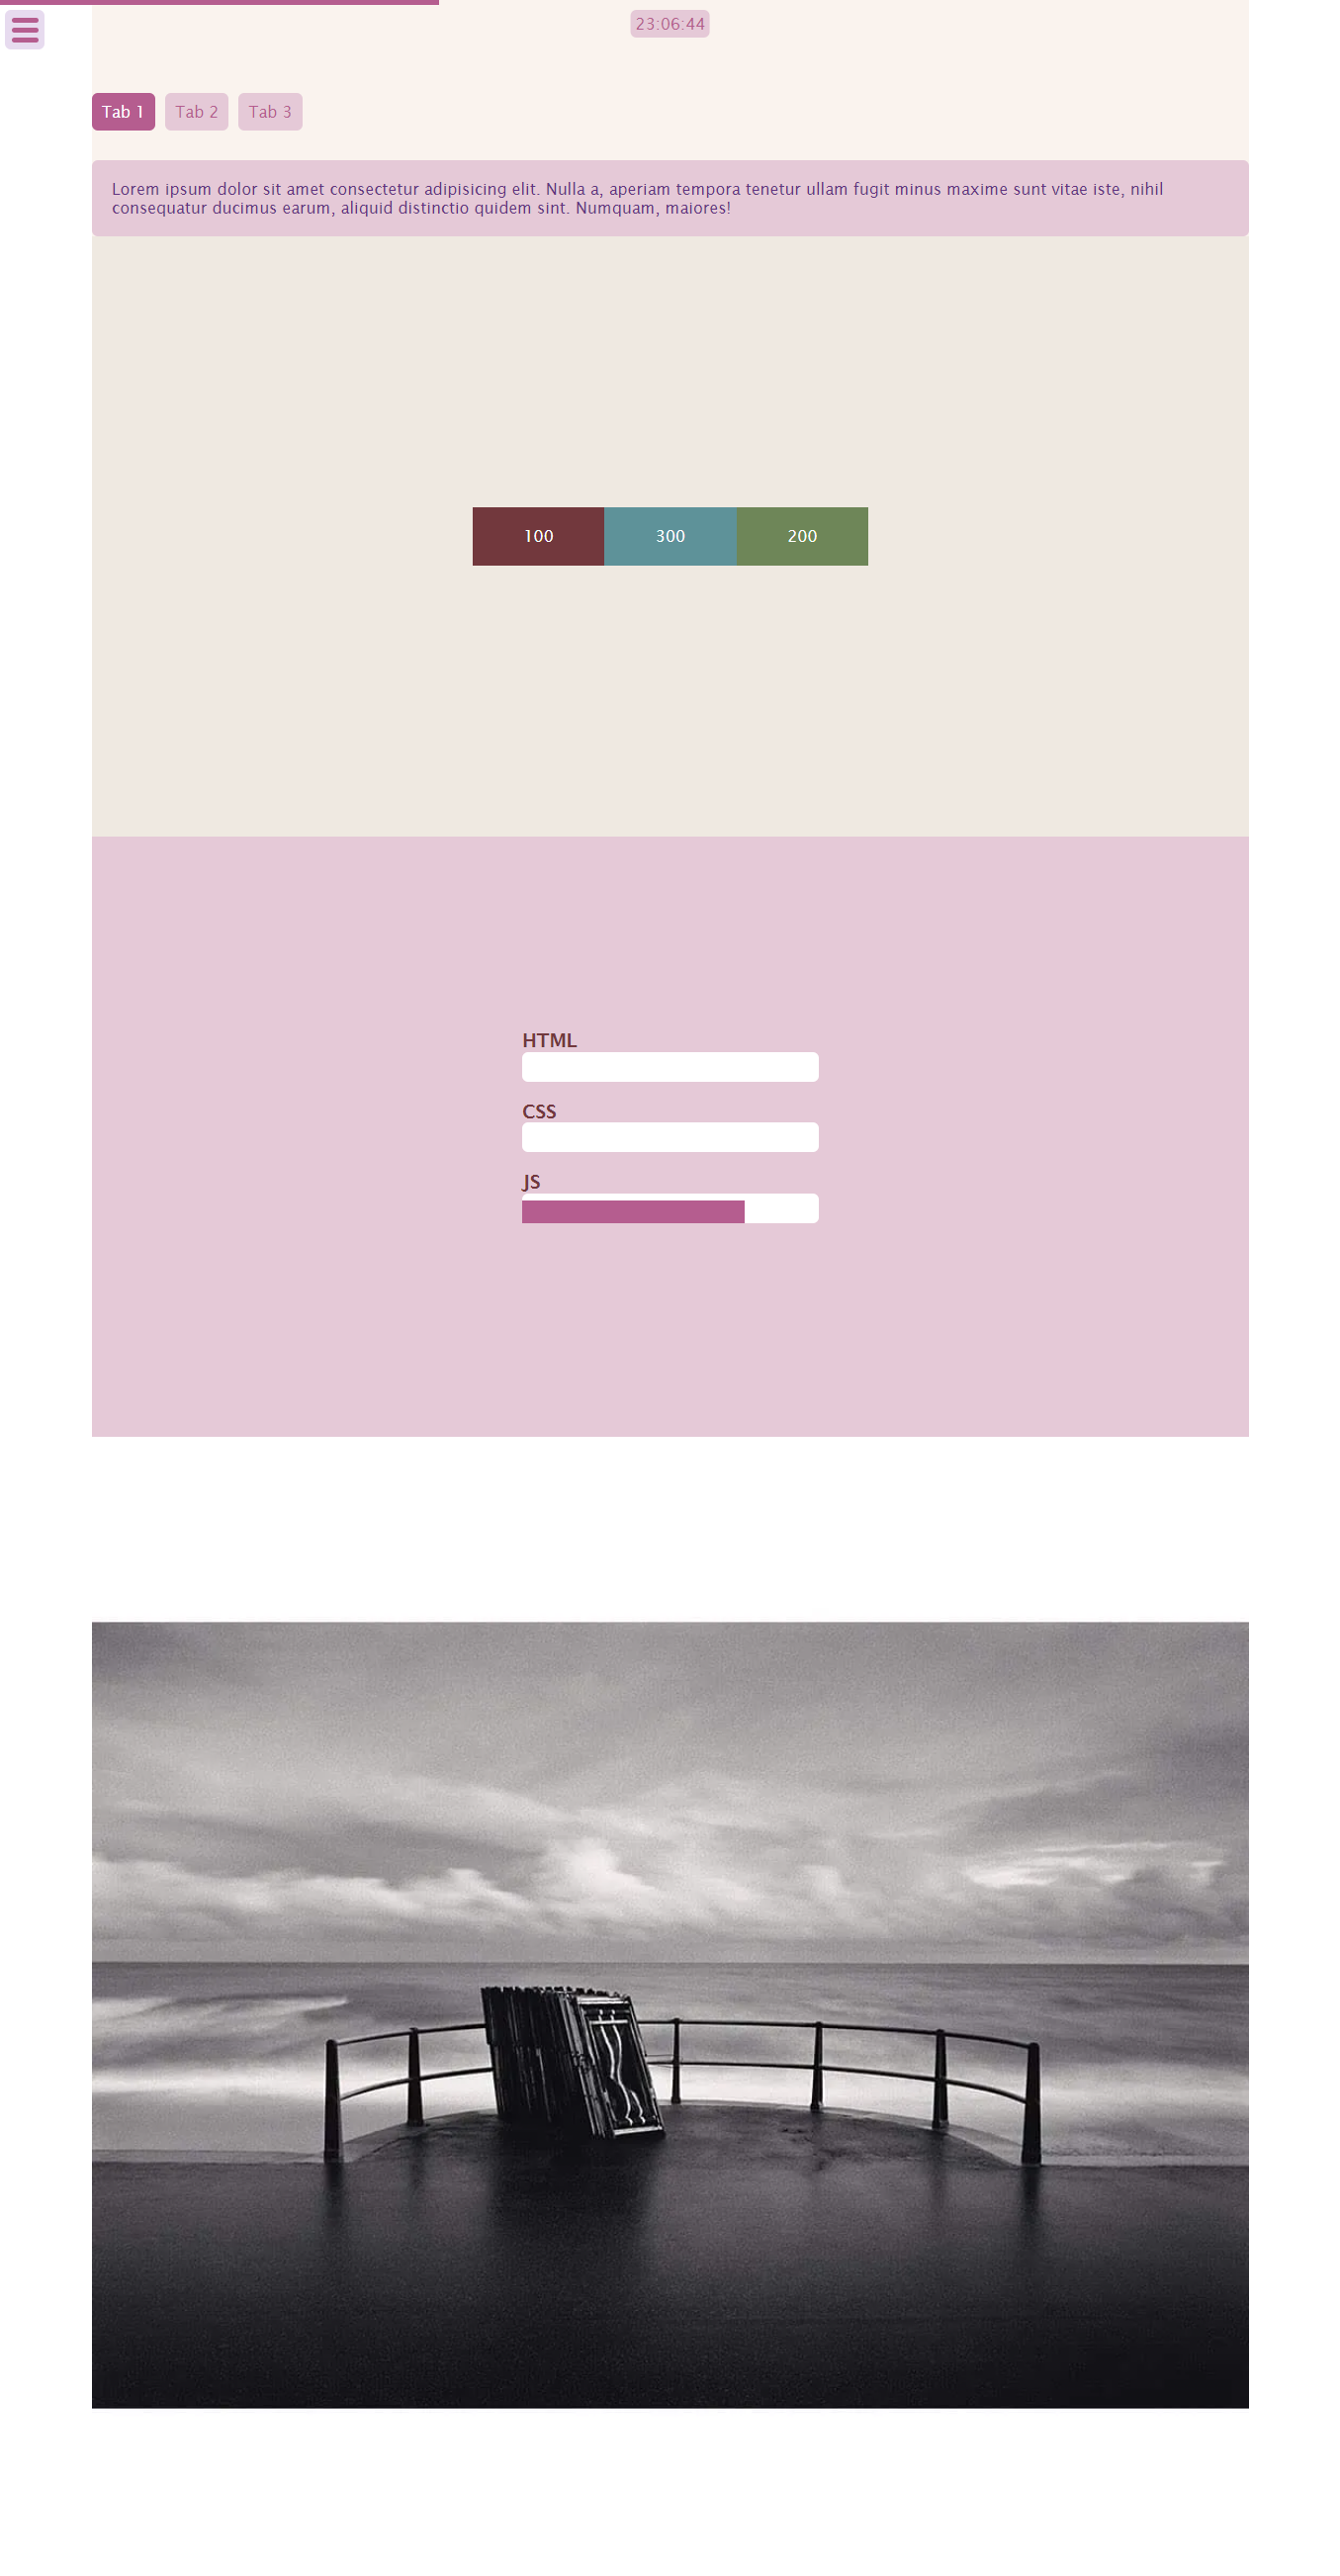 23:06:44
Tab 1 Tab 2 Tab 3
Lorem ipsum dolor sit amet consectetur adipisicing elit. Nulla a, aperiam tempora tenetur ullam fugit minus maxime sunt vitae iste, nihil
consequatur ducimus earum, aliquid distinctio quidem sint. Numquam, maiores!
100 300 200
HTML
CSS
JS